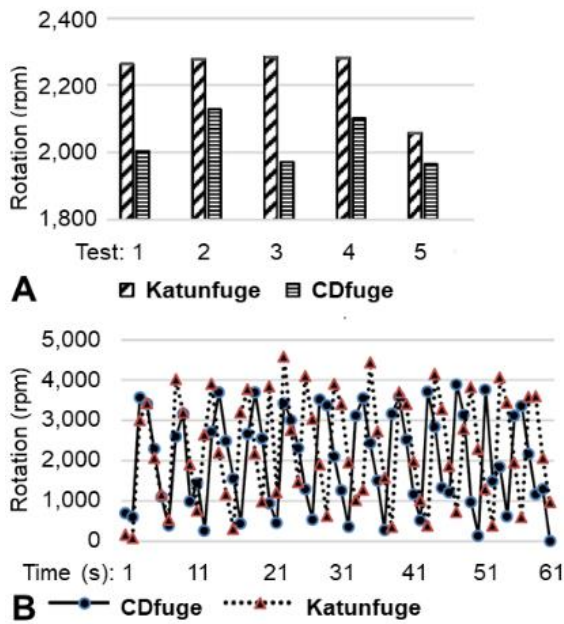 2,400
2,200
2,000
1,800
Rotation (rpm)
Test: 1 2 3 4 5
A Katunfuge CDfuge
5,000
4,000
3,000
2,000
1,000
0
Rotation (rpm)
Time (s): 1 11 21 31 41 51 61
B CDfuge Katunfuge